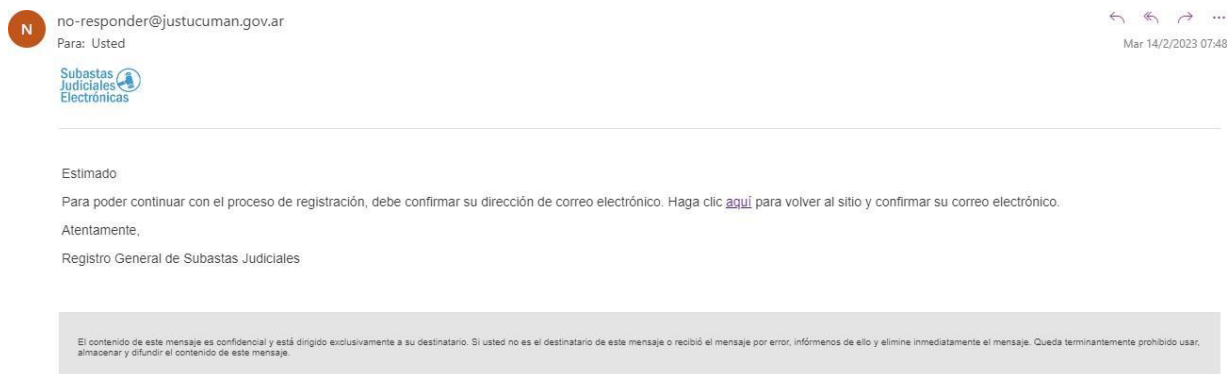 N
no-responder@justucuman.gov.ar
Para: Usted
Mar 14/2/2023 07:48
Subastas
Judiciales
Electrónicas
Estimado
Para poder continuar con el proceso de registración, debe confirmar su dirección de correo electrónico. Haga clic aquí para volver al sitio y confirmar su correo electrónico.
Atentamente,
Registro General de Subastas Judiciales
El contenido de este mensaje es confidencial y está dirigido exclusivamente a su destinatario. Si usted no es el destinatario de este mensaje o recibió el mensaje por error, infórmenos de ello y elimine inmediatamente el mensaje. Queda terminantemente prohibido usar,
almacenar y difundir el contenido de este mensaje.